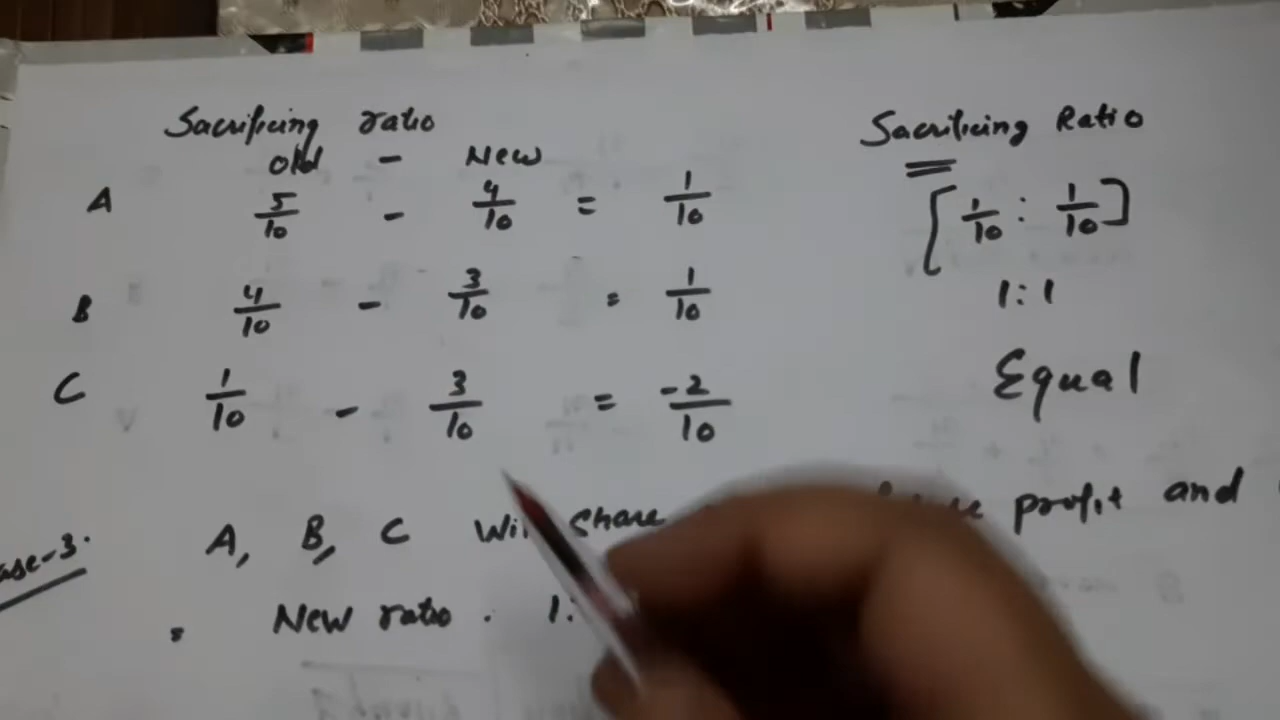 Sacrificing ratio
old - New
A 5/10 - 4/10 = 1/10
B 4/10 - 3/10 = 1/10
C 1/10 - 3/10 = -2/10
Sacrificing Ratio
[1/10 : 1/10]
1:1
Equal
Case-3. A, B, C Will Share profit and
= New ratio. 1: